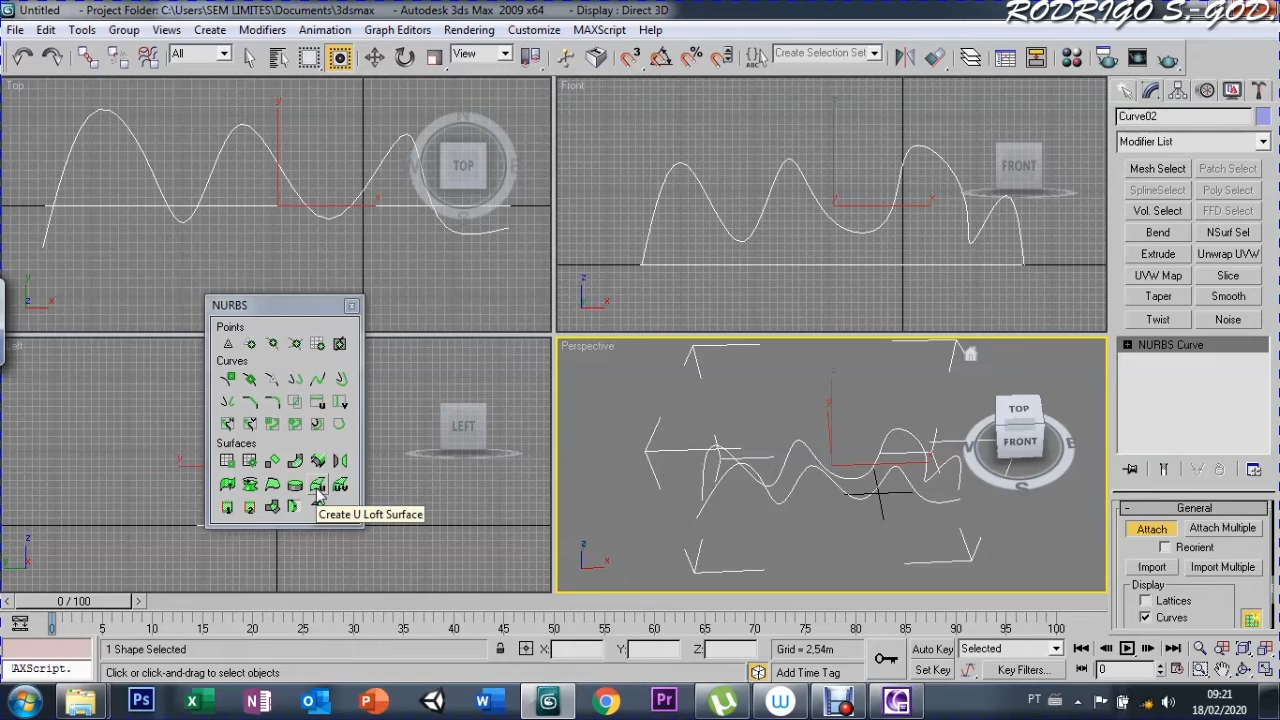 Untitled - Project Folder: C:\Users\SEM LIMITES\Documents\3dsmax - Autodesk 3ds Max 2009 x64 - Display : Direct 3D
RODRIGO S.-GOD.
File Edit Tools Group Views Create Modifiers Animation Graph Editors Rendering Customize MAXScript Help
All View 3 % ABC Create Selection Set
Top Front
y z
TOP FRONT
N W E S
x
Curve02
Modifier List
Mesh Select Patch Select
SplineSelect Poly Select
Vol. Select FFD Select
Bend NSurf Sel
Extrude Unwrap UVW
UVW Map Slice
Taper Smooth
Twist Noise
NURBS Curve
NURBS
Points
Curves
Surfaces
Create U Loft Surface
Perspective
LEFT
TOP
FRONT
E
S
General
Attach Attach Multiple
Reorient
Import Import Multiple
Display
Lattices
Curves
0 / 100
0 5 10 15 20 25 30 35 40 45 50 55 60 65 70 75 80 85 90 95 100
1 Shape Selected X: Y: Z: Grid = 2,54m Auto Key Selected
AXScript. Click or click-and-drag to select objects Add Time Tag Set Key Key Filters... 0
PT 09:21
18/02/2020